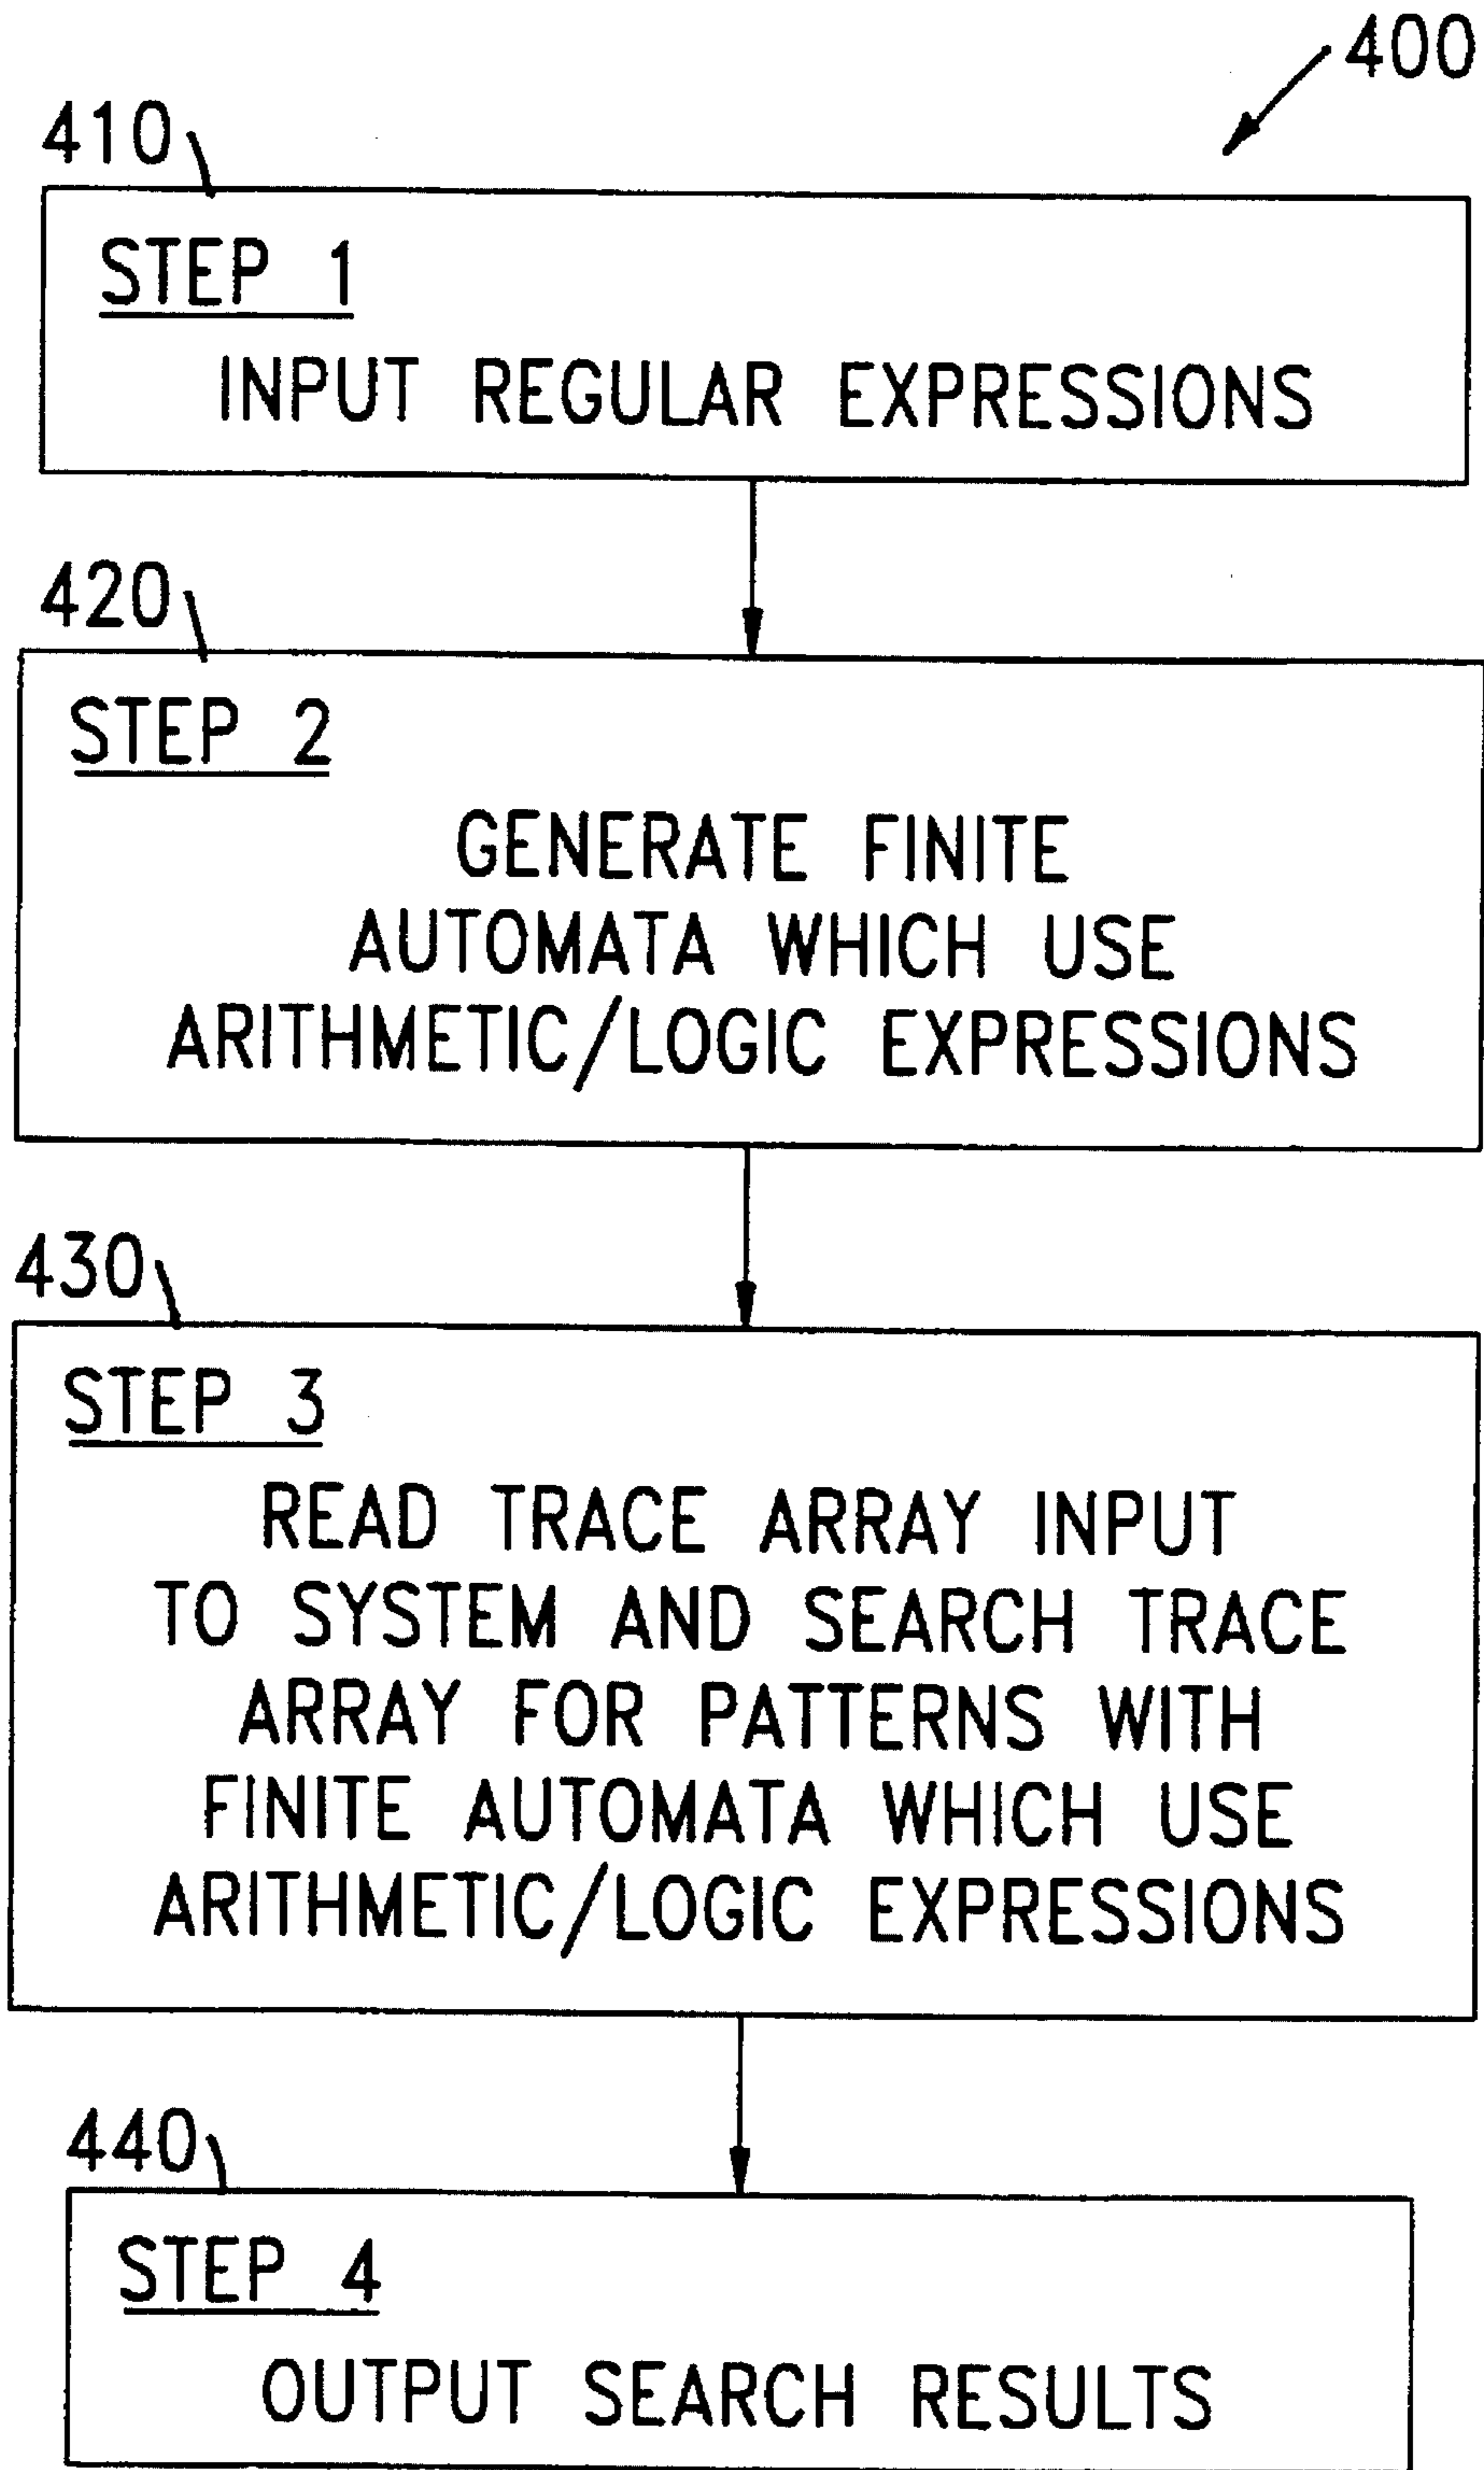 400
410
STEP 1
INPUT REGULAR EXPRESSIONS
420
STEP 2
GENERATE FINITE
AUTOMATA WHICH USE
ARITHMETIC/LOGIC EXPRESSIONS
430
STEP 3
READ TRACE ARRAY INPUT
TO SYSTEM AND SEARCH TRACE
ARRAY FOR PATTERNS WITH
FINITE AUTOMATA WHICH USE
ARITHMETIC/LOGIC EXPRESSIONS
440
STEP 4
OUTPUT SEARCH RESULTS